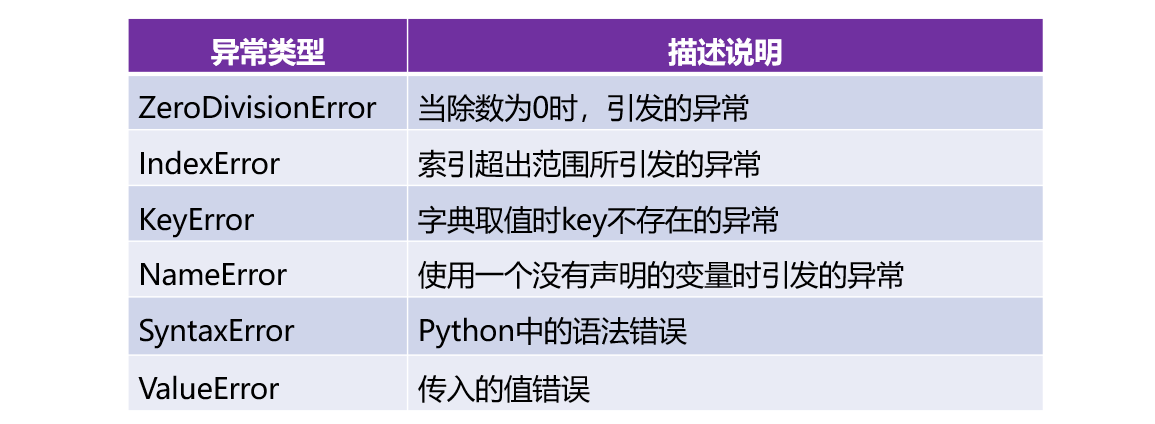 异常类型 描述说明
ZeroDivisionError 当除数为0时，引发的异常
IndexError 索引超出范围所引发的异常
KeyError 字典取值时key不存在的异常
NameError 使用一个没有声明的变量时引发的异常
SyntaxError Python中的语法错误
ValueError 传入的值错误